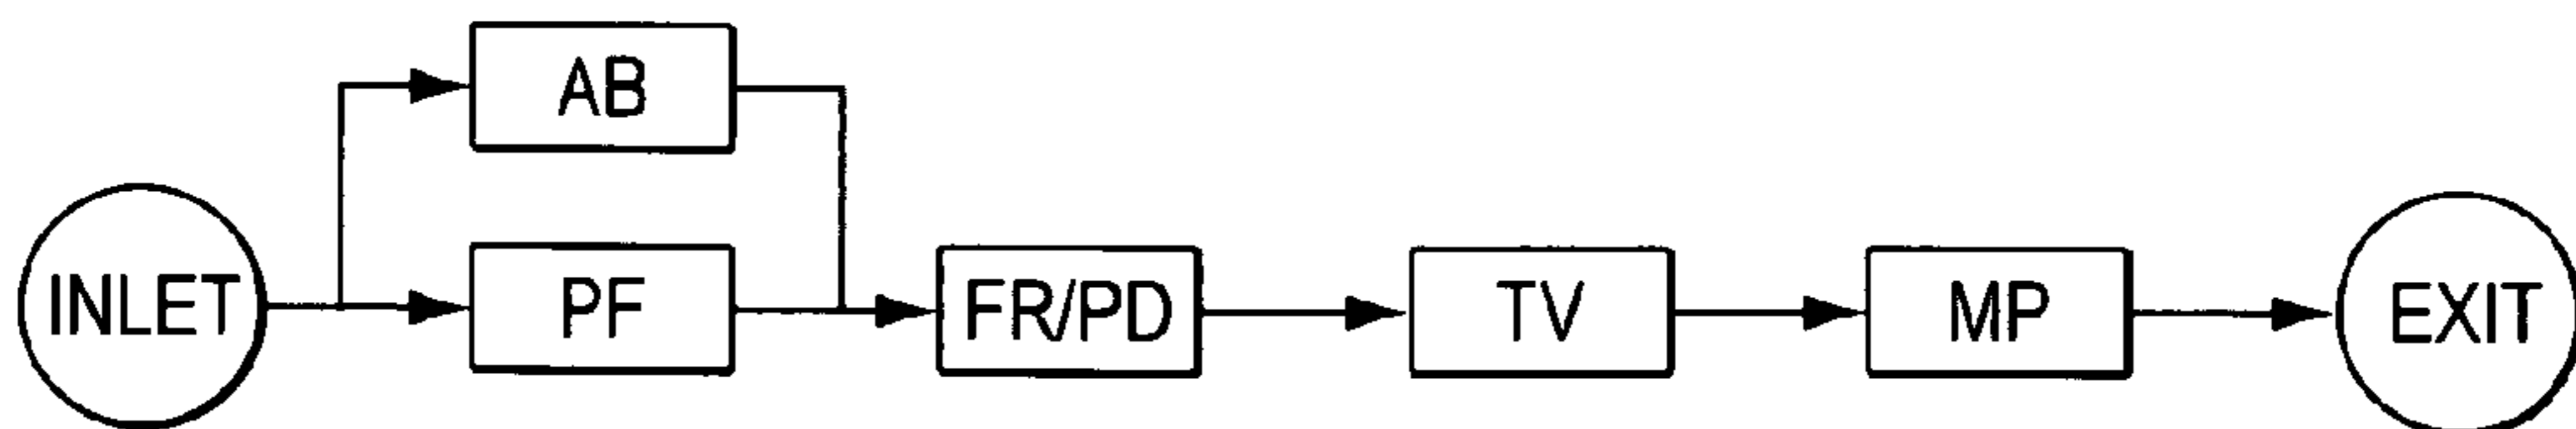 AB
INLET
PF
FR/PD
TV
MP
EXIT